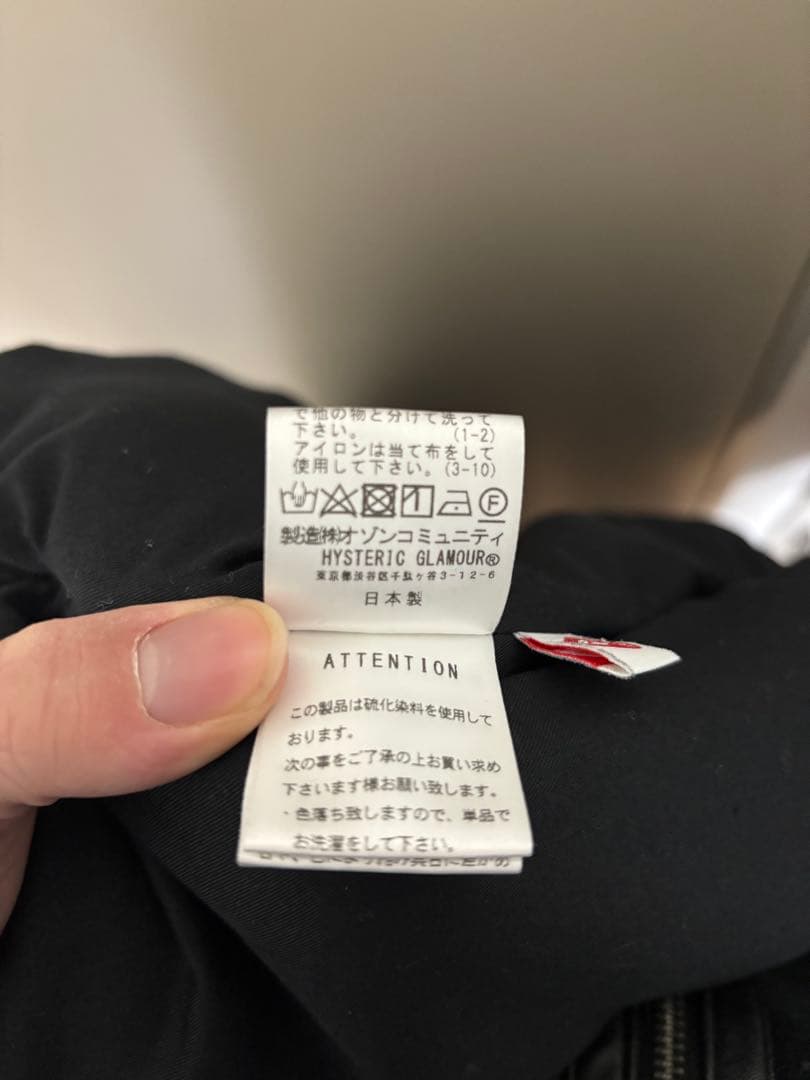 で他の物と分けて洗って
下さい。 (1-2)
アイロンは当て布をして
使用して下さい。(3-10)
F
製造㈱オゾンコミュニティ
HYSTERIC GLAMOUR®
東京都渋谷区千駄ヶ谷3-12-6
日本製
ATTENTION
この製品は硫化染料を使用して
おります。
次の事をご了承の上お買い求め
下さいます様お願い致します。
・色落ち致しますので、単品で
お洗濯をして下さい。